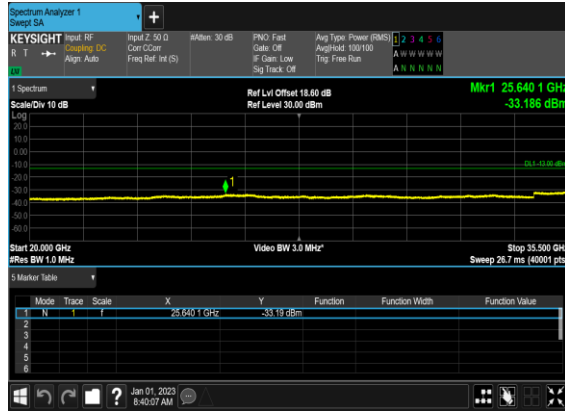 Spectrum Analyzer 1
Swept SA
KEYSIGHT Input: RF Input Z: 50 Ω #Atten: 30 dB PNO: Fast Avg Type: Power (RMS) 1 2 3 4 5 6
R T Coupling: DC Corr CCorr Gate: Off Avg|Hold: 100/100 A W W W W W
Align: Auto Freq Ref: Int (S) IF Gain: Low Trig: Free Run
Sig Track: Off A N N N N N
LXI
1 Spectrum Ref Lvl Offset 18.60 dB Mkr1 25.640 1 GHz
Scale/Div 10 dB Ref Level 30.00 dBm -33.186 dBm
Log
20.0
10.0
0.00
-10.0
DL1 -13.00 dBm
-20.0
-30.0
-40.0
-50.0
-60.0
1
Start 20.000 GHz Video BW 3.0 MHz* Stop 35.500 GHz
#Res BW 1.0 MHz Sweep 26.7 ms (40001 pts)
5 Marker Table
Mode Trace Scale X Y Function Function Width Function Value
1 N 1 f 25.640 1 GHz -33.19 dBm
2
3
4
5
6
? Jan 01, 2023
8:40:07 AM